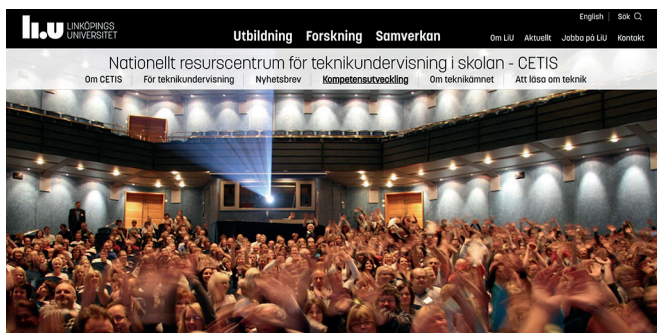 English
Sök
LINKÖPINGS
UNIVERSITET
Utbildning Forskning Samverkan
Om LiU Aktuellt Jobba på LiU Kontakt
Nationellt resurscentrum för teknikundervisning i skolan - CETIS
Om CETIS För teknikundervisning Nyhetsbrev Kompetensutveckling Om teknikämnet Att läsa om teknik